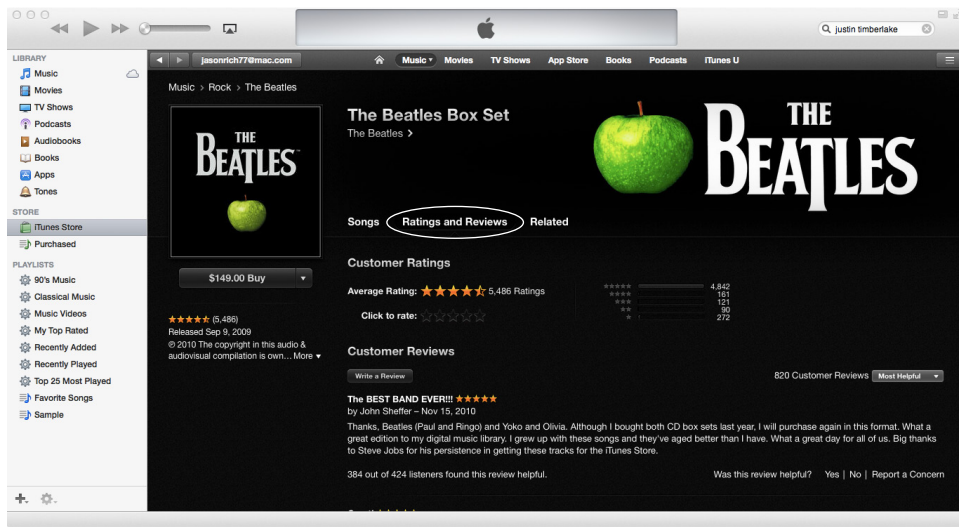 justin timberlake
LIBRARY
Music
Movies
TV Shows
Podcasts
Audiobooks
Books
Apps
Tones
STORE
iTunes Store
Purchased
PLAYLISTS
90's Music
Classical Music
Music Videos
My Top Rated
Recently Added
Recently Played
Top 25 Most Played
Favorite Songs
Sample
jasonrich77@mac.com
Music Movies TV Shows App Store Books Podcasts iTunes U
Music > Rock > The Beatles
THE
BEATLES™
$149.00 Buy
(5,486)
Released Sep 9, 2009
℗ 2010 The copyright in this audio &
audiovisual compilation is own... More
The Beatles Box Set
The Beatles >
THE
BEATLES
Songs Ratings and Reviews Related
Customer Ratings
Average Rating: ★★★★½ 5,486 Ratings
Click to rate: ☆☆☆☆☆
★★★★★ 4,842
★★★★ 161
★★★ 121
★★ 90
★ 272
Customer Reviews
Write a Review
820 Customer Reviews Most Helpful
The BEST BAND EVER!!! ★★★★★
by John Sheffer – Nov 15, 2010
Thanks, Beatles (Paul and Ringo) and Yoko and Olivia. Although I bought both CD box sets last year, I will purchase again in this format. What a
great edition to my digital music library. I grew up with these songs and they've aged better than I have. What a great day for all of us. Big thanks
to Steve Jobs for his persistence in getting these tracks for the iTunes Store.
384 out of 424 listeners found this review helpful.
Was this review helpful? Yes | No | Report a Concern